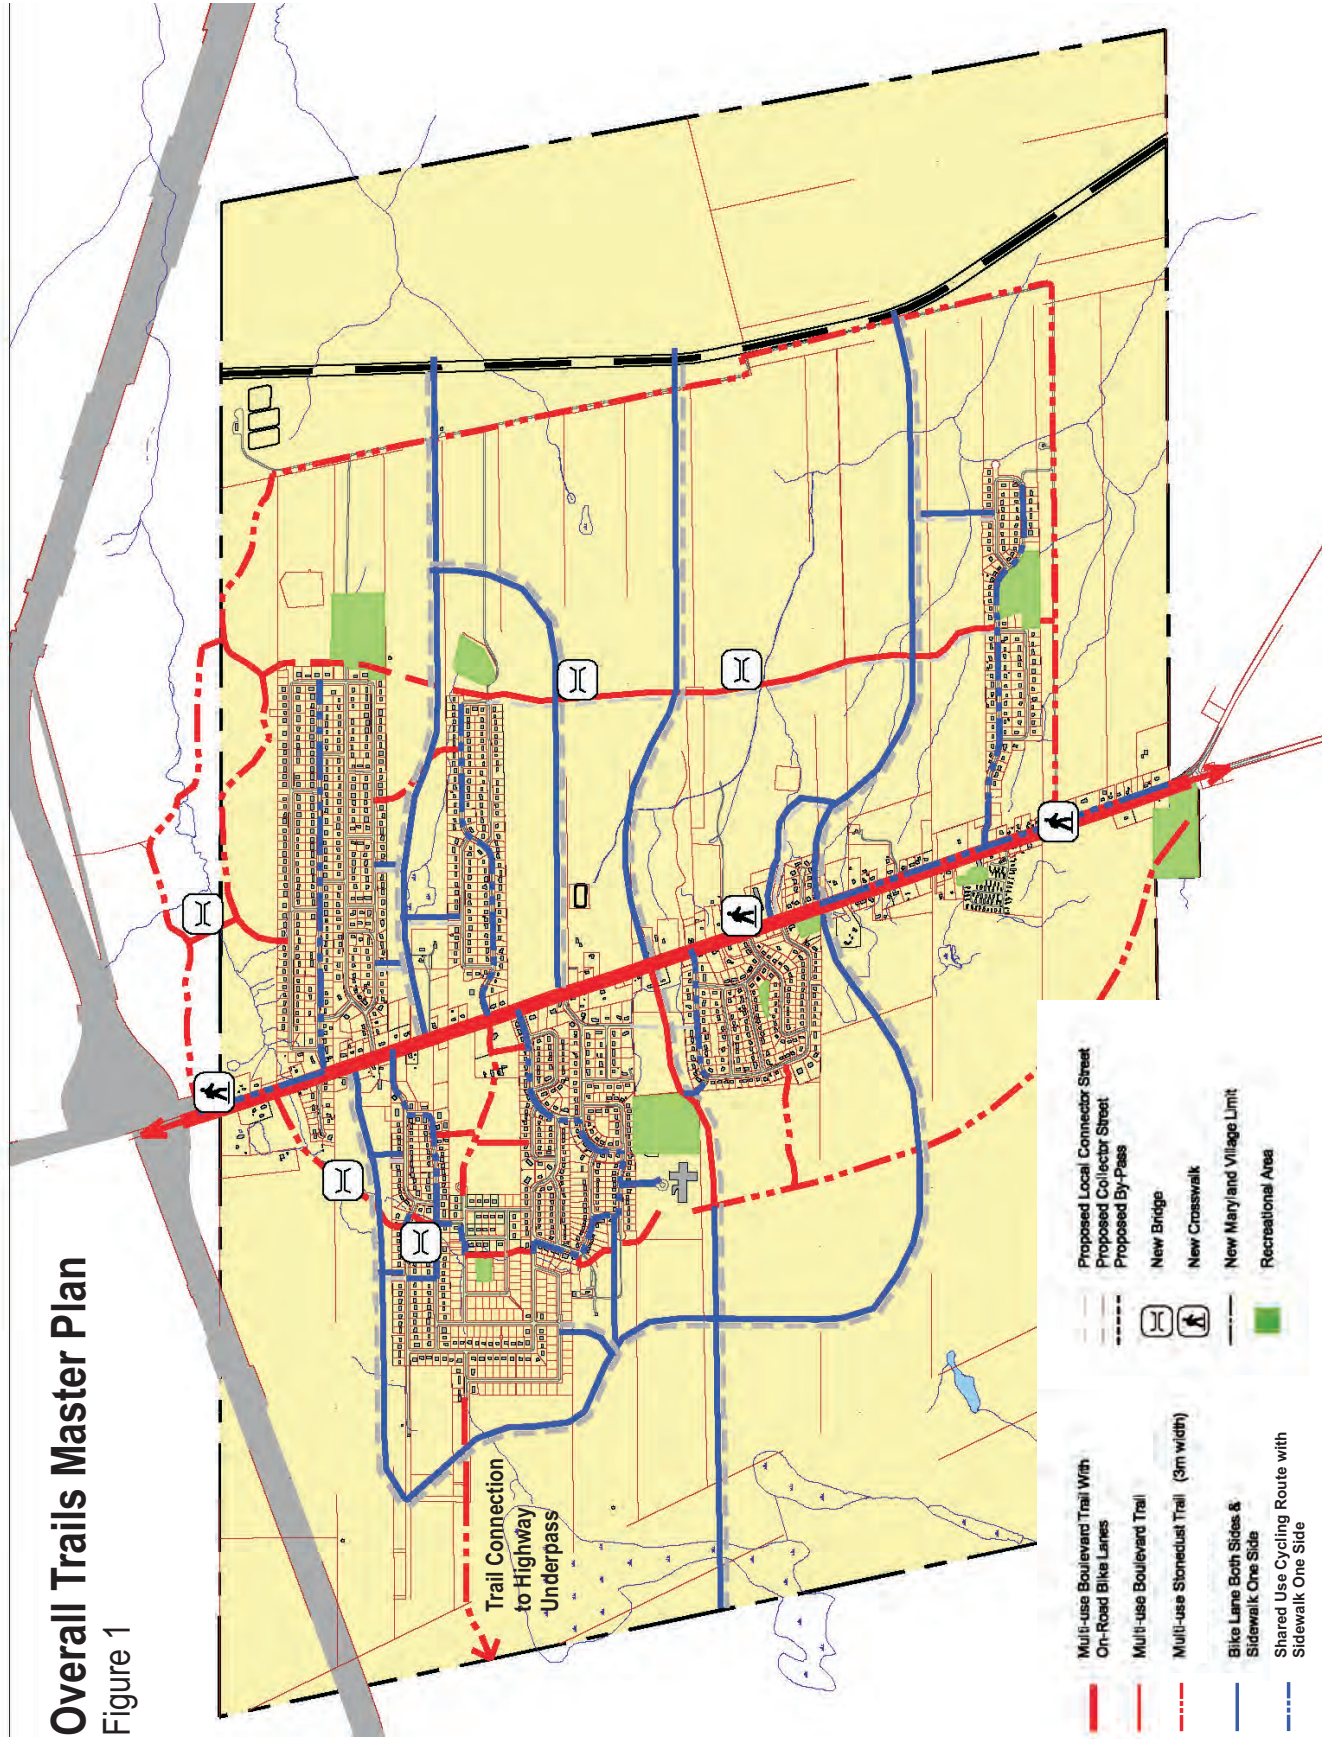 Overall Trails Master Plan
Figure 1
Trail Connection
to Highway
Underpass
Multi-use Boulevard Trail With
On-Road Bike Lanes
Multi-use Boulevard Trail
Multi-use Stonedust Trail (3m width)
Bike Lane Both Sides &
Sidewalk One Side
Shared Use Cycling Route with
Sidewalk One Side
Proposed Local Connector Street
Proposed Collector Street
Proposed By-Pass
New Bridge
New Crosswalk
New Maryland Village Limit
Recreational Area